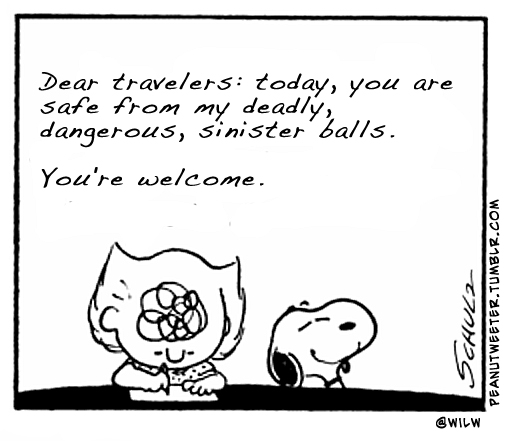 Dear travelers: today, you are
safe from my deadly,
dangerous, sinister balls.
You're welcome.
SCHULZ
PEANUTWEETER.TUMBLR.COM
@WILW